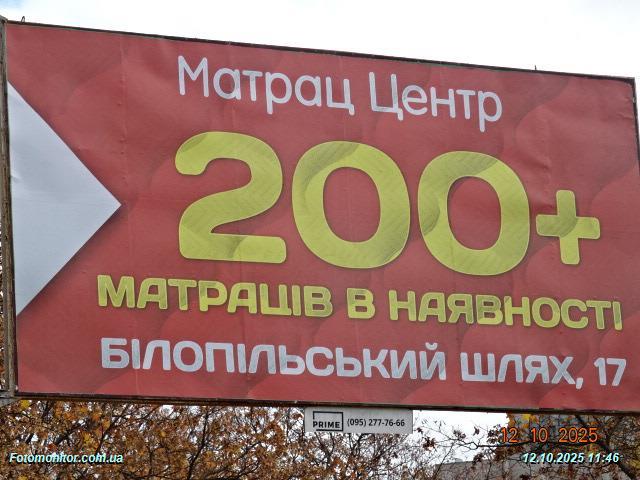 Матрац Центр
200+
МАТРАЦІВ В НАЯВНОСТІ
БІЛОПІЛЬСЬКИЙ ШЛЯХ, 17
PRIME (095) 277-76-66
12 10 2025
Fotomonitor.com.ua
12.10.2025 11:46